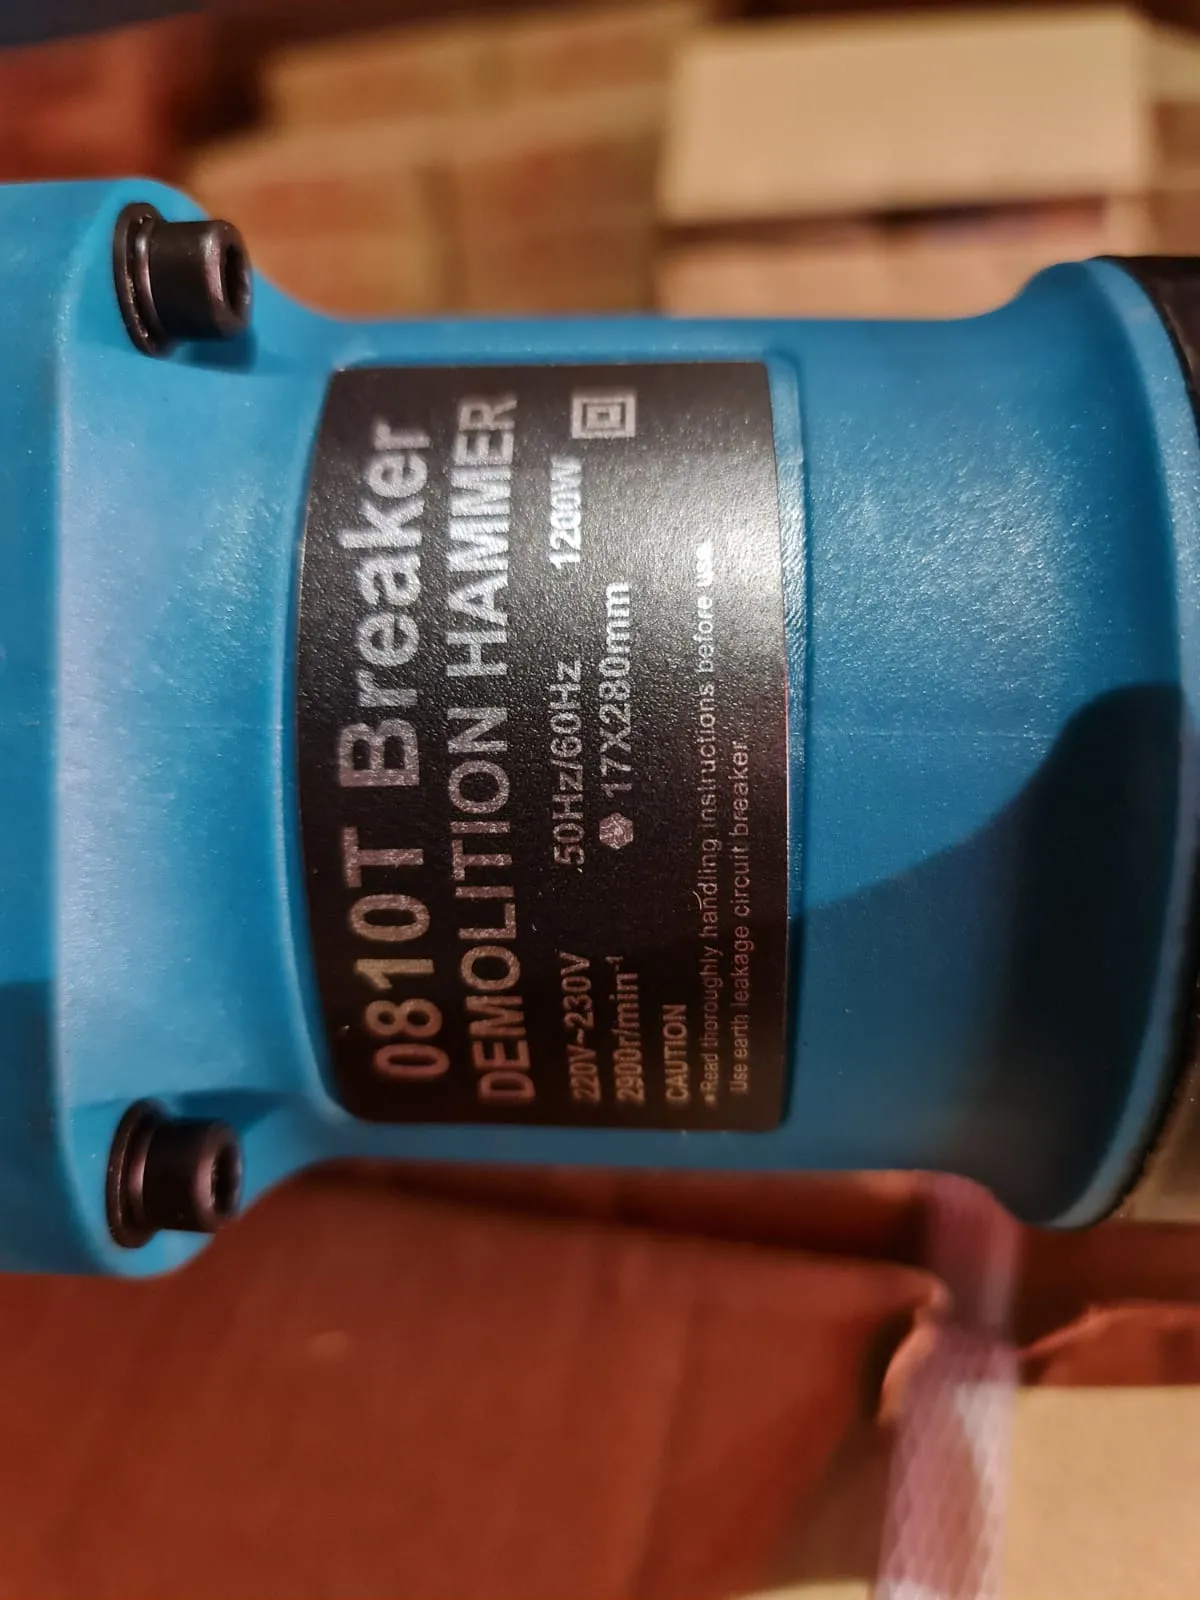 0810T Breaker
DEMOLITION HAMMER
220V~230V 50Hz/60Hz 1200W
2900r/min⁻¹ 17X280mm
CAUTION
Read thoroughly handling instructions before use.
Use earth leakage circuit breaker.